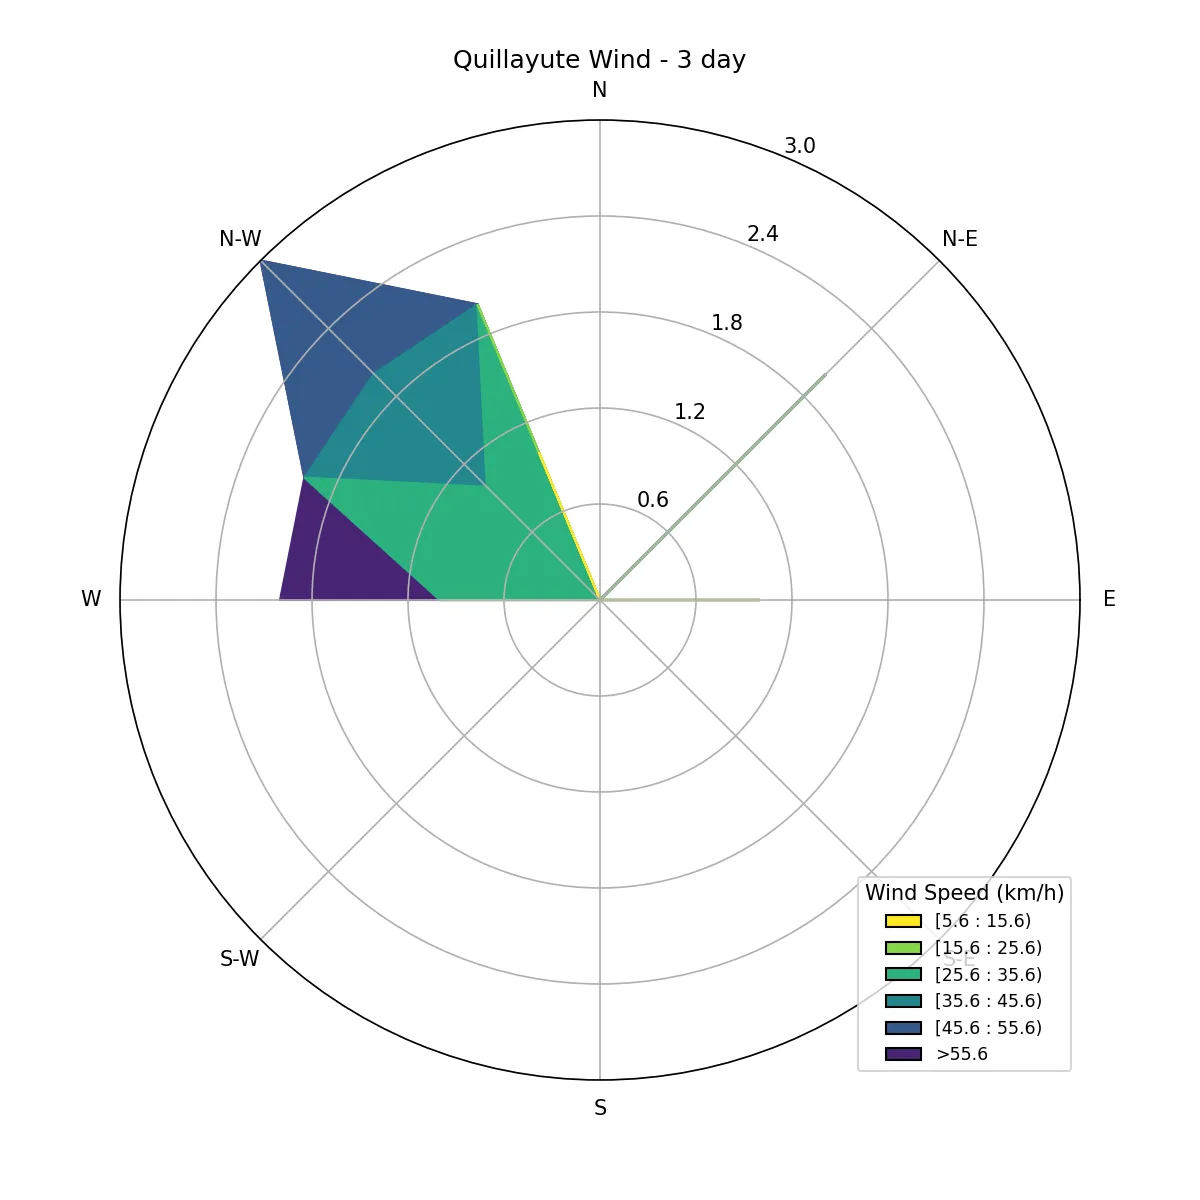 Quillayute Wind - 3 day
N
3.0
N-W
2.4
N-E
1.8
1.2
0.6
W
E
Wind Speed (km/h)
[5.6 : 15.6)
[15.6 : 25.6)
S-W
S-E
[25.6 : 35.6)
[35.6 : 45.6)
[45.6 : 55.6)
>55.6
S